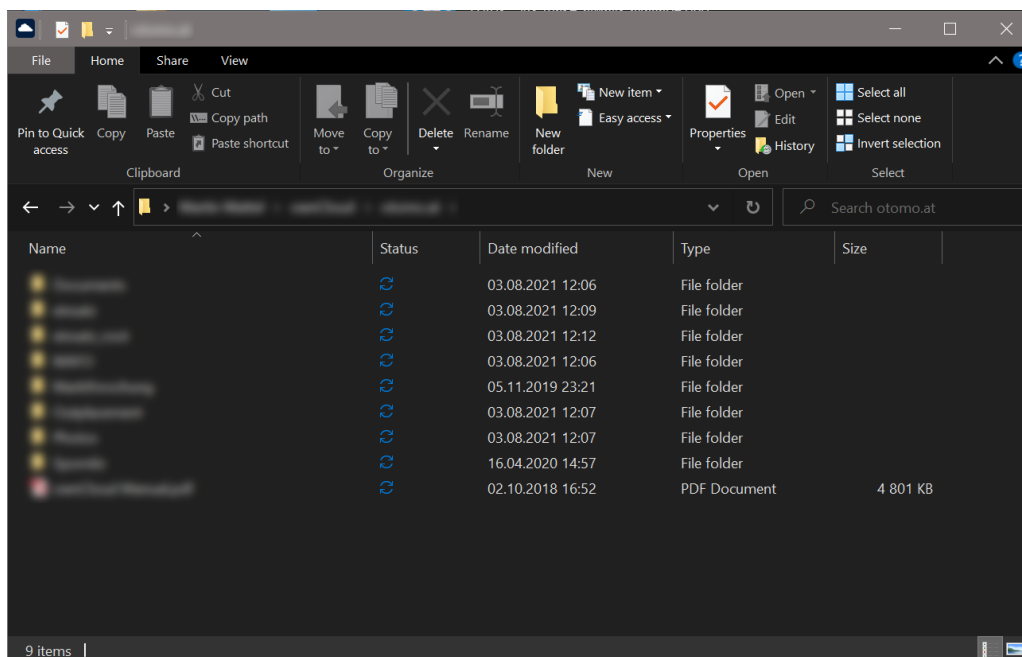 File Home Share View
Pin to Quick access
Copy
Paste
Cut
Copy path
Paste shortcut
Clipboard
Move to
Copy to
Delete
Rename
Organize
New folder
New item
Easy access
New
Properties
Open
Edit
History
Open
Select all
Select none
Invert selection
Select
Search otomo.at
Name Status Date modified Type Size
03.08.2021 12:06 File folder
03.08.2021 12:09 File folder
03.08.2021 12:12 File folder
03.08.2021 12:06 File folder
05.11.2019 23:21 File folder
03.08.2021 12:07 File folder
03.08.2021 12:07 File folder
16.04.2020 14:57 File folder
02.10.2018 16:52 PDF Document 4 801 KB
9 items